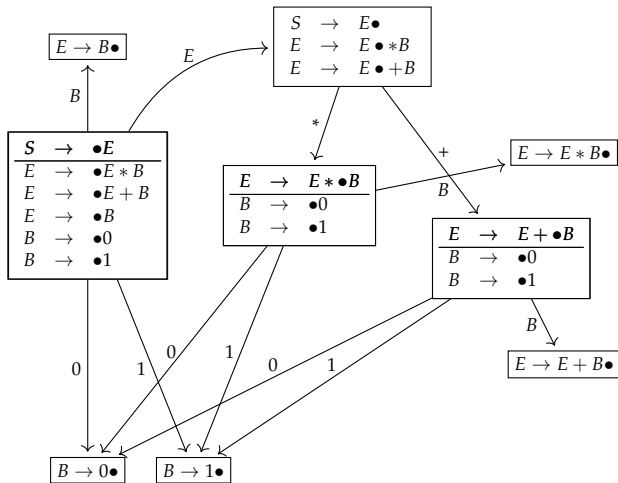 S → E●
E → E● ∗B
E → E● +B
E → B●
E
B
∗
+
S → ●E
E → ●E ∗ B
E → ●E + B
E → ●B
B → ●0
B → ●1
E → E ∗ ●B
B → ●0
B → ●1
E → E ∗ B●
B
E → E + ●B
B → ●0
B → ●1
B
E → E + B●
0
1
0
1
0
1
B → 0●
B → 1●